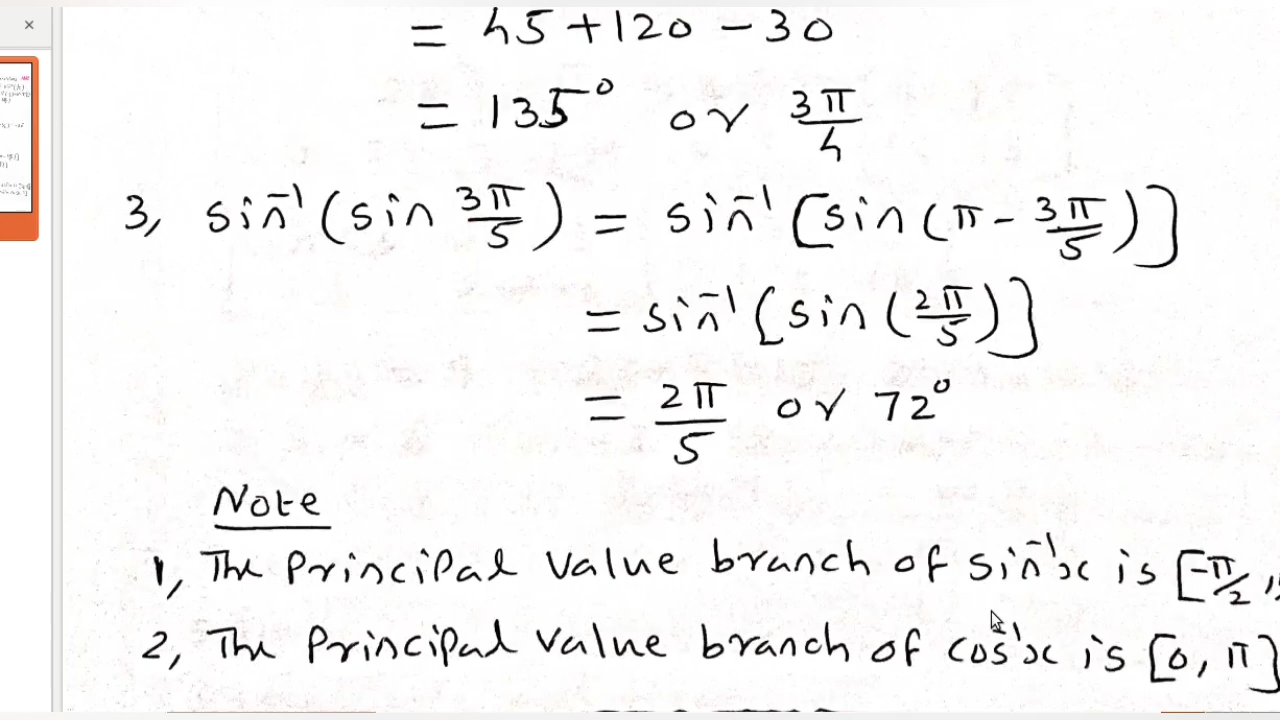 = 45 + 120 - 30
= 135° or 3π/4
3, sin⁻¹(sin 3π/5) = sin⁻¹[sin(π - 3π/5)]
= sin⁻¹[sin(2π/5)]
= 2π/5 or 72°
Note
1, The Principal value branch of sin⁻¹x is [-π/2,
2, The Principal value branch of cos⁻¹x is [0, π]